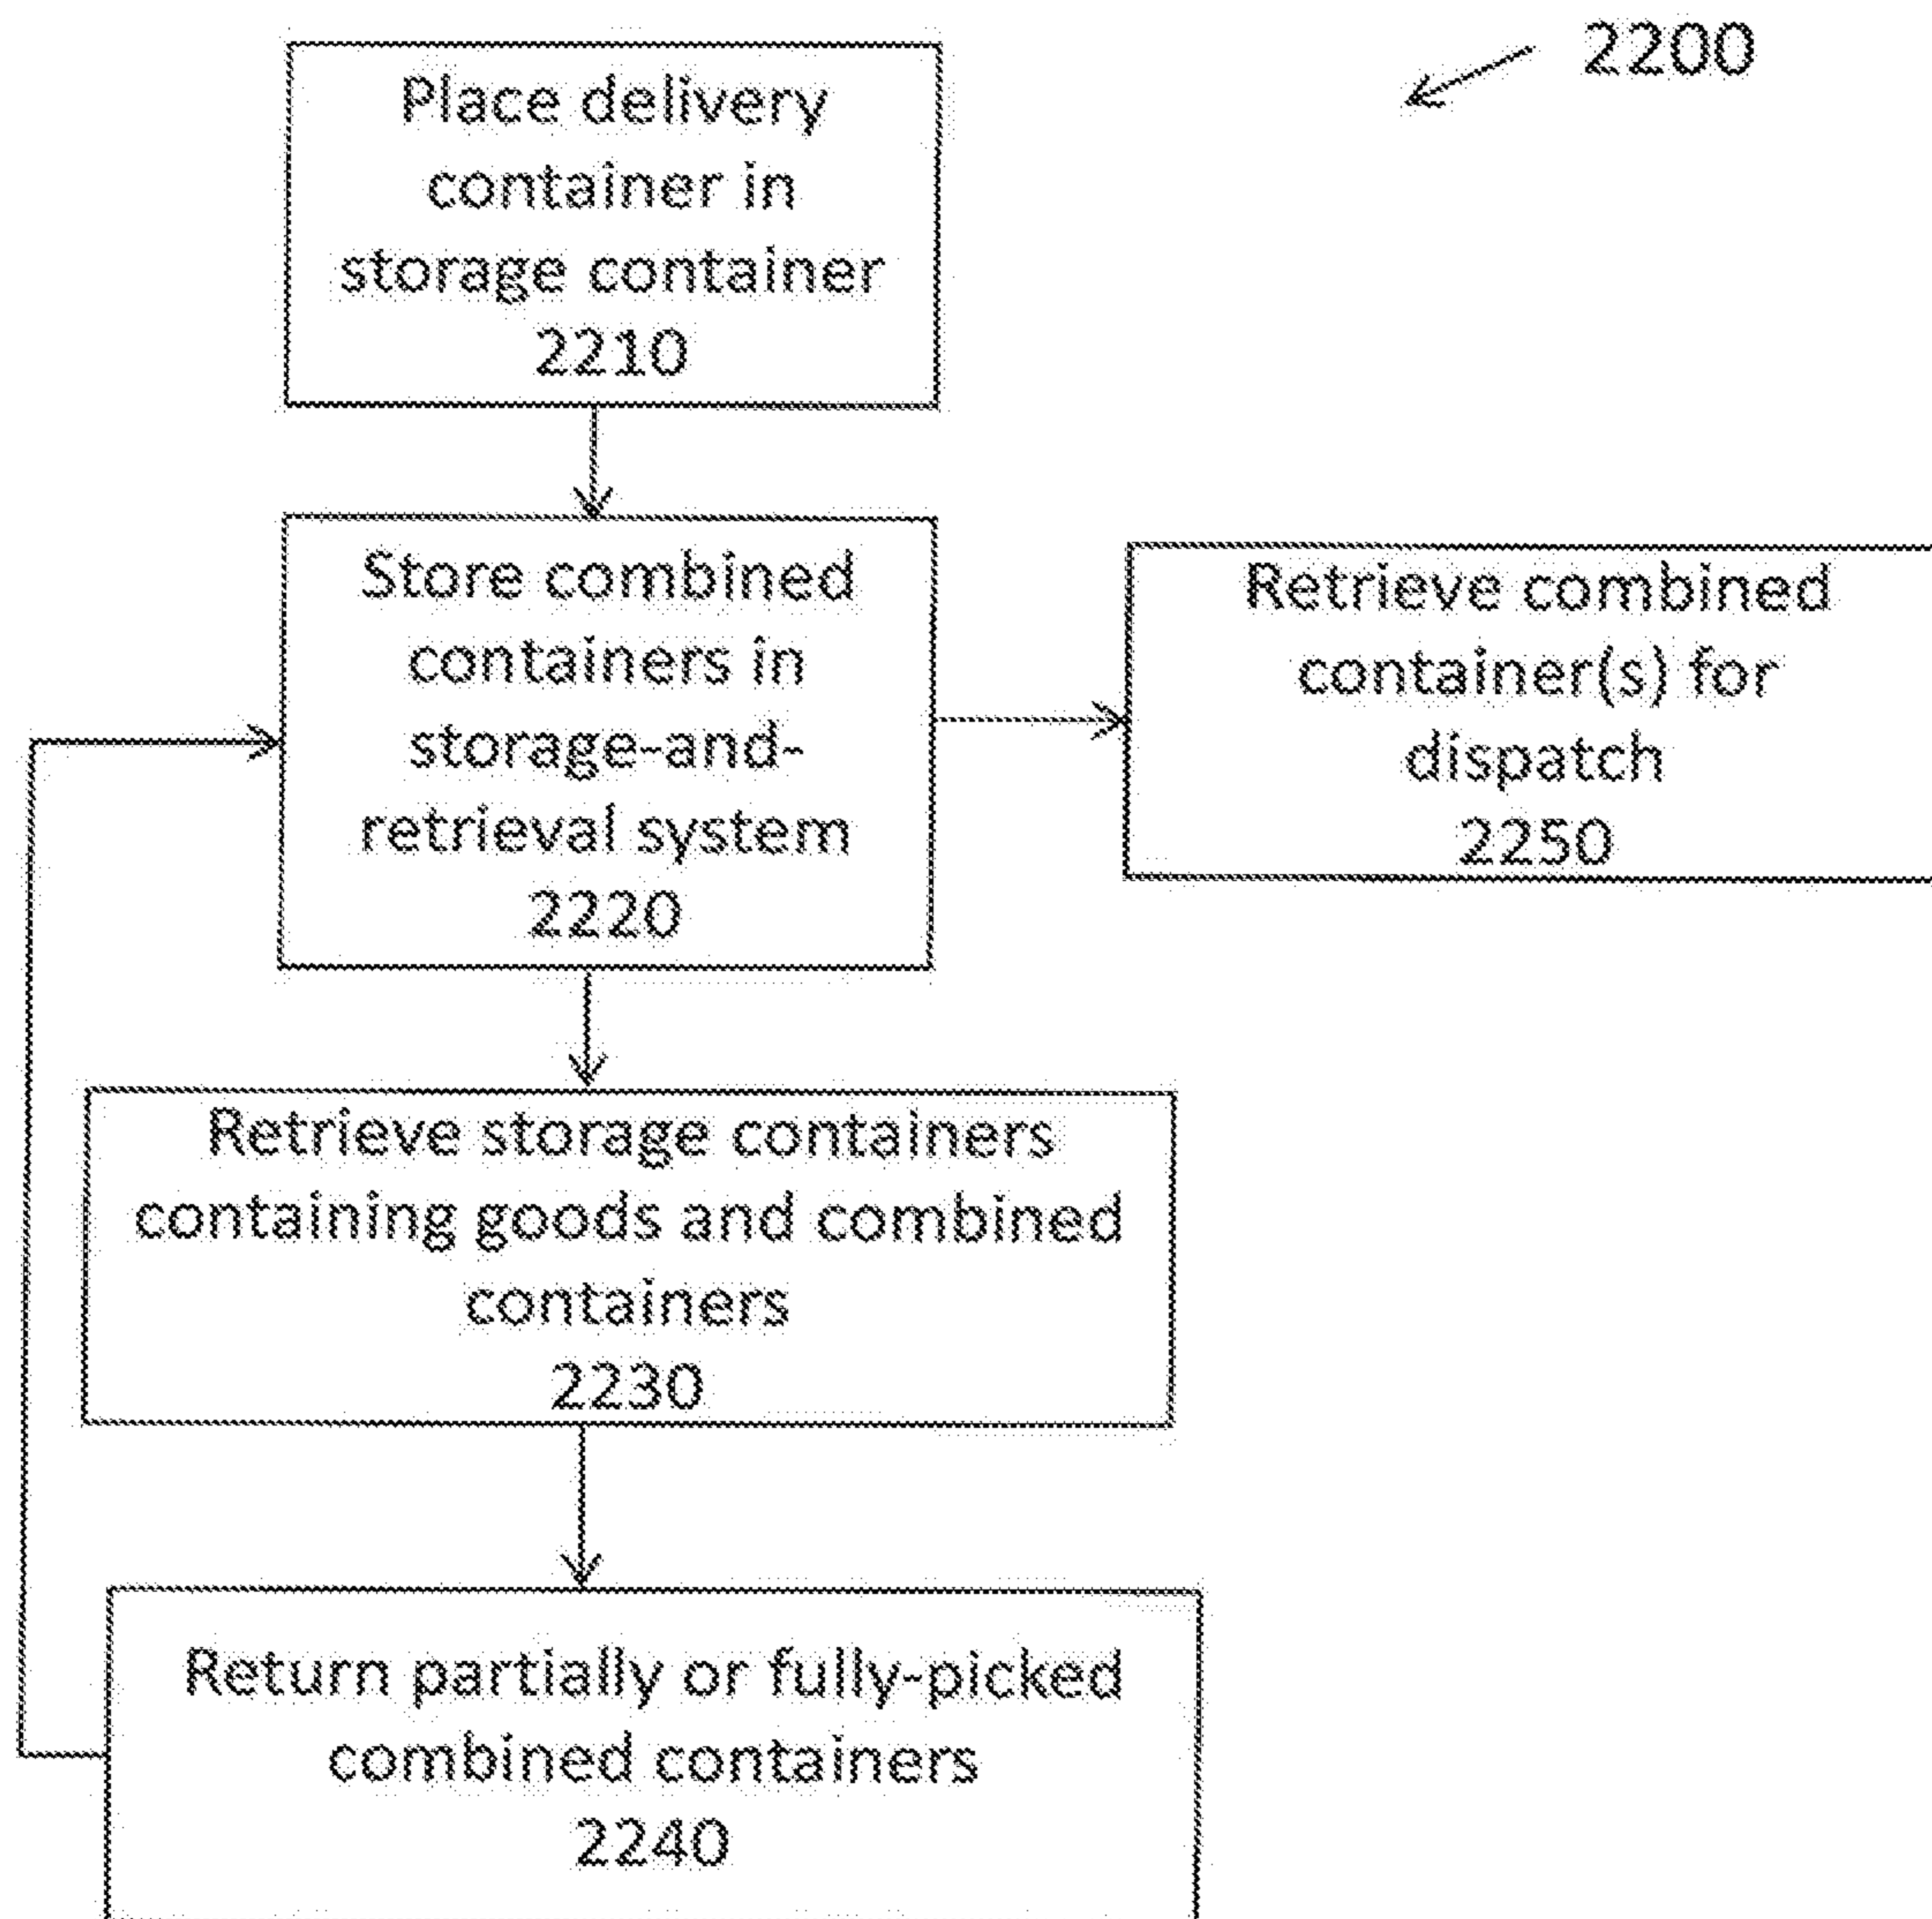 2200
Place delivery
container in
storage container
2210
Store combined
containers in
storage-and-
retrieval system
2220
Retrieve combined
container(s) for
dispatch
2250
Retrieve storage containers
containing goods and combined
containers
2230
Return partially or fully-picked
combined containers
2240